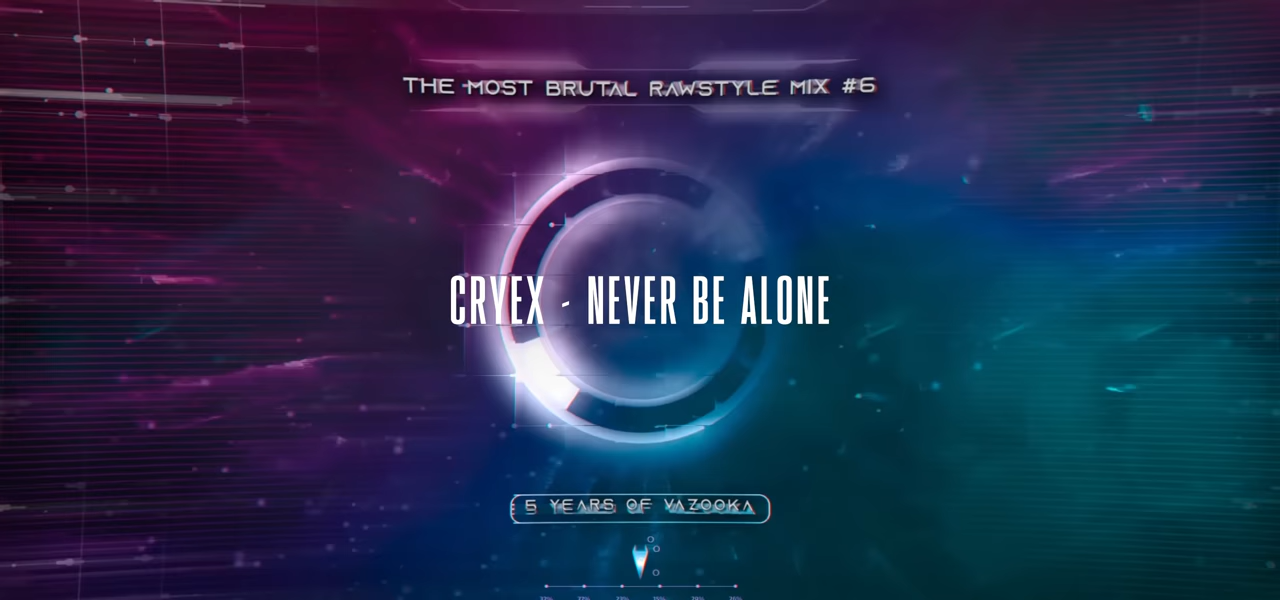 THE MOST BRUTAL RAWSTYLE MIX #6
CRYEX - NEVER BE ALONE
5 YEARS OF VAZOOKA